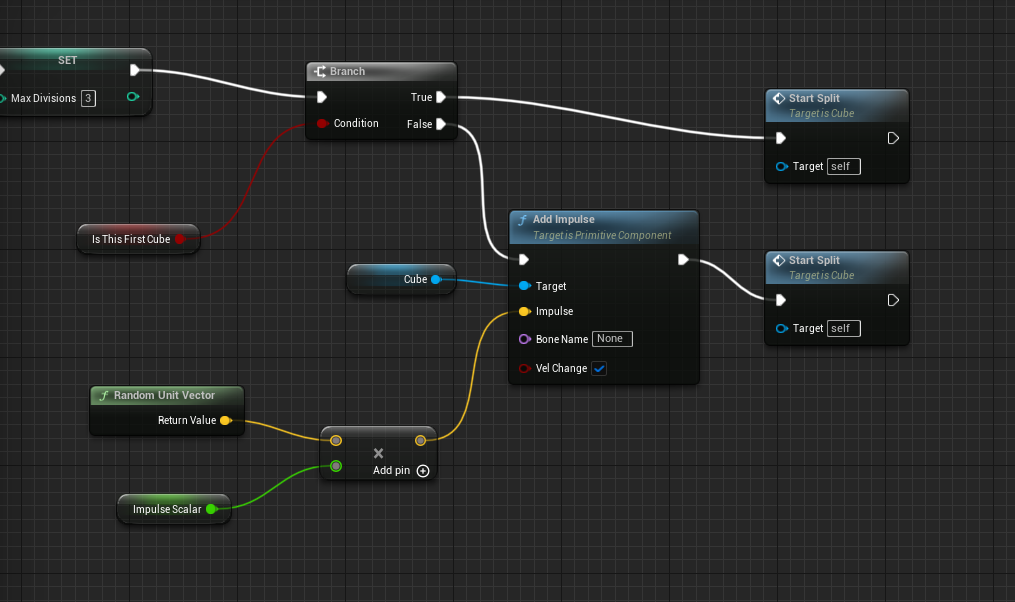 SET
Max Divisions 3
Branch
True
Condition
False
Start Split
Target is Cube
Target self
Is This First Cube
Add Impulse
Target is Primitive Component
Cube
Target
Impulse
Bone Name None
Vel Change
Start Split
Target is Cube
Target self
Random Unit Vector
Return Value
Add pin
Impulse Scalar